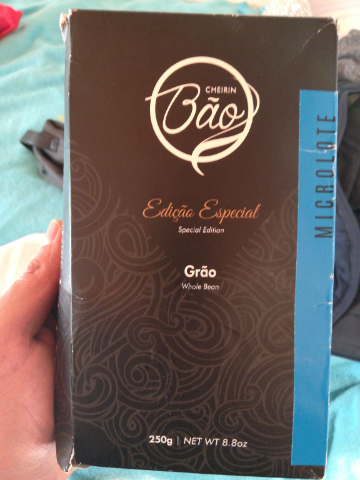 CHEIRIN
Bão
Edição Especial
Special Edition
Grão
Whole Bean
250g | NET WT 8.8oz
MICROLOTE